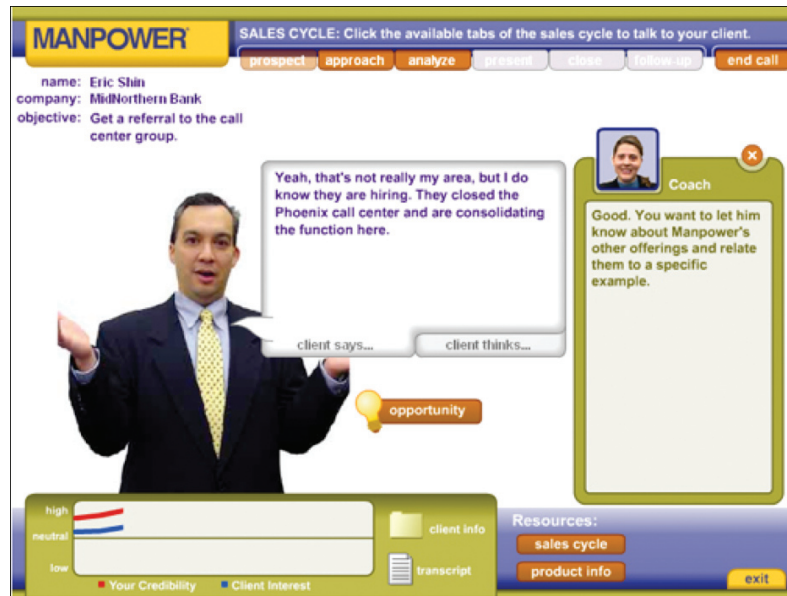 MANPOWER
SALES CYCLE: Click the available tabs of the sales cycle to talk to your client.
prospect approach analyze present close follow-up end call
name: Eric Shin
company: MidNorthern Bank
objective: Get a referral to the call
center group.
Yeah, that's not really my area, but I do
know they are hiring. They closed the
Phoenix call center and are consolidating
the function here.
client says... client thinks...
Coach
Good. You want to let him
know about Manpower's
other offerings and relate
them to a specific
example.
opportunity
high
neutral
low
Your Credibility Client Interest
client info
transcript
Resources:
sales cycle
product info
exit